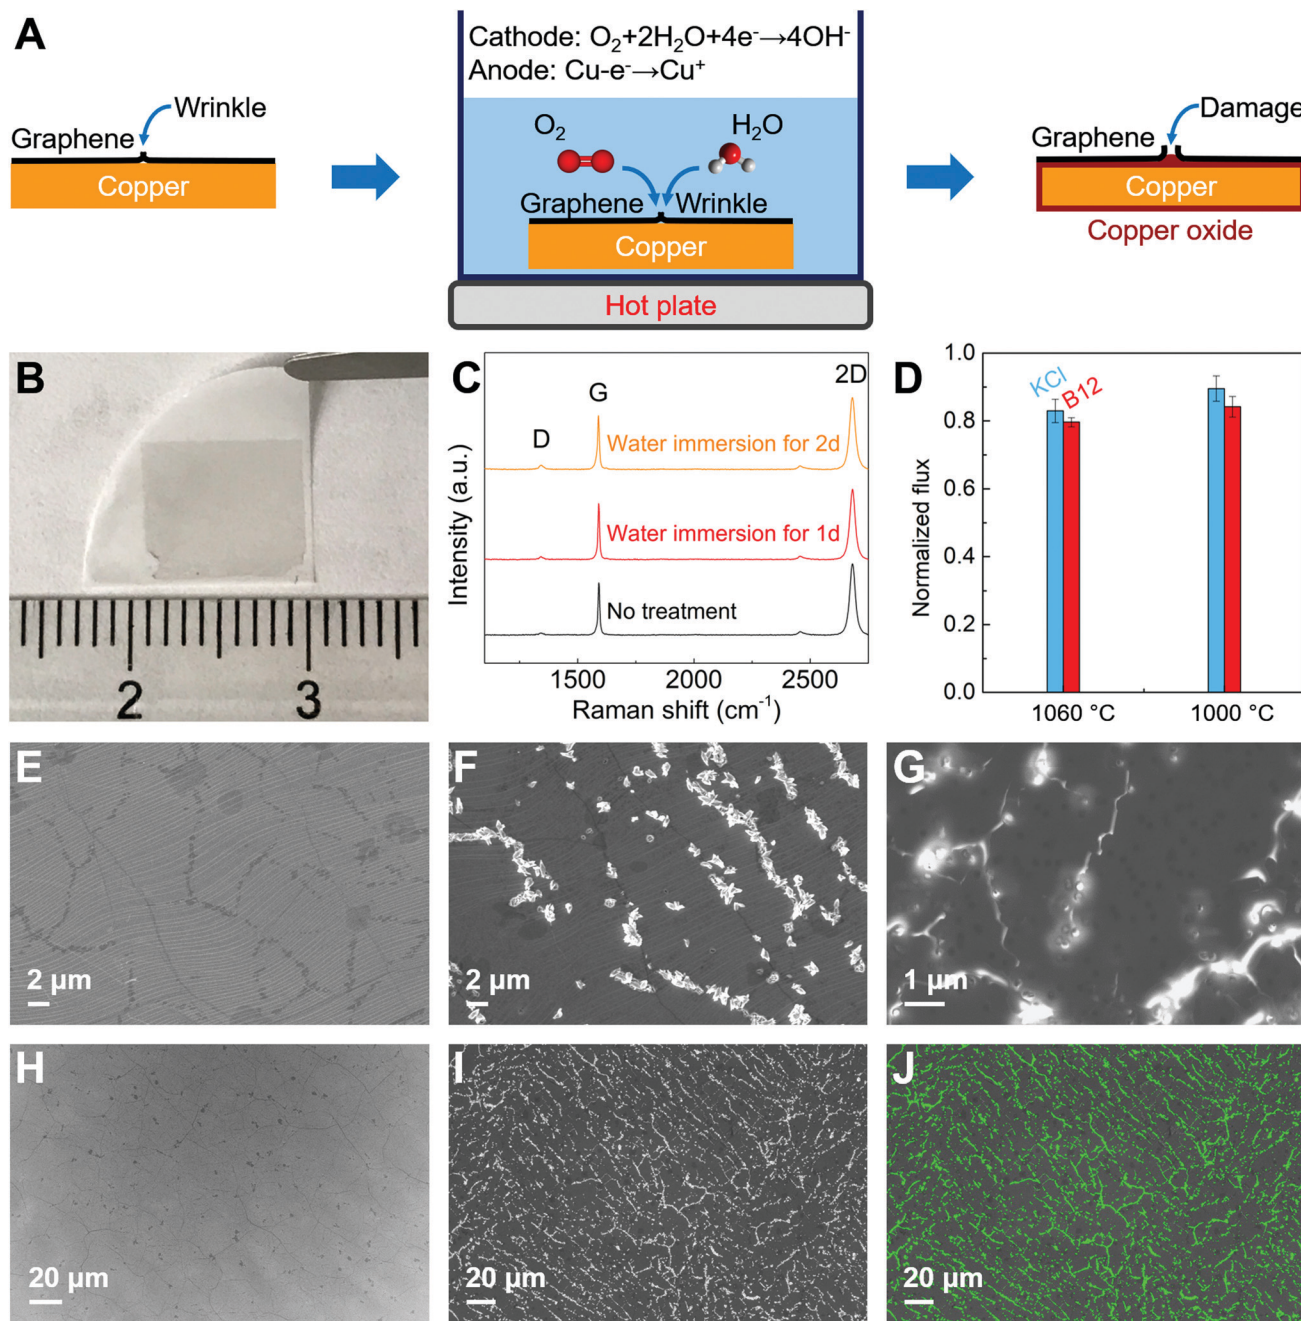 A
Cathode: O₂+2H₂O+4e⁻→4OH⁻
Anode: Cu-e⁻→Cu⁺
Wrinkle
Graphene
Copper
O₂
H₂O
Graphene
Wrinkle
Copper
Hot plate
Damage
Graphene
Copper
Copper oxide
B
2
3
C
Intensity (a.u.)
D
G
2D
Water immersion for 2d
Water immersion for 1d
No treatment
1500
2000
2500
Raman shift (cm⁻¹)
D
Normalized flux
1.0
0.8
0.6
0.4
0.2
0.0
KCl
B12
1060 °C
1000 °C
E
2 µm
F
2 µm
G
1 µm
H
20 µm
I
20 µm
J
20 µm